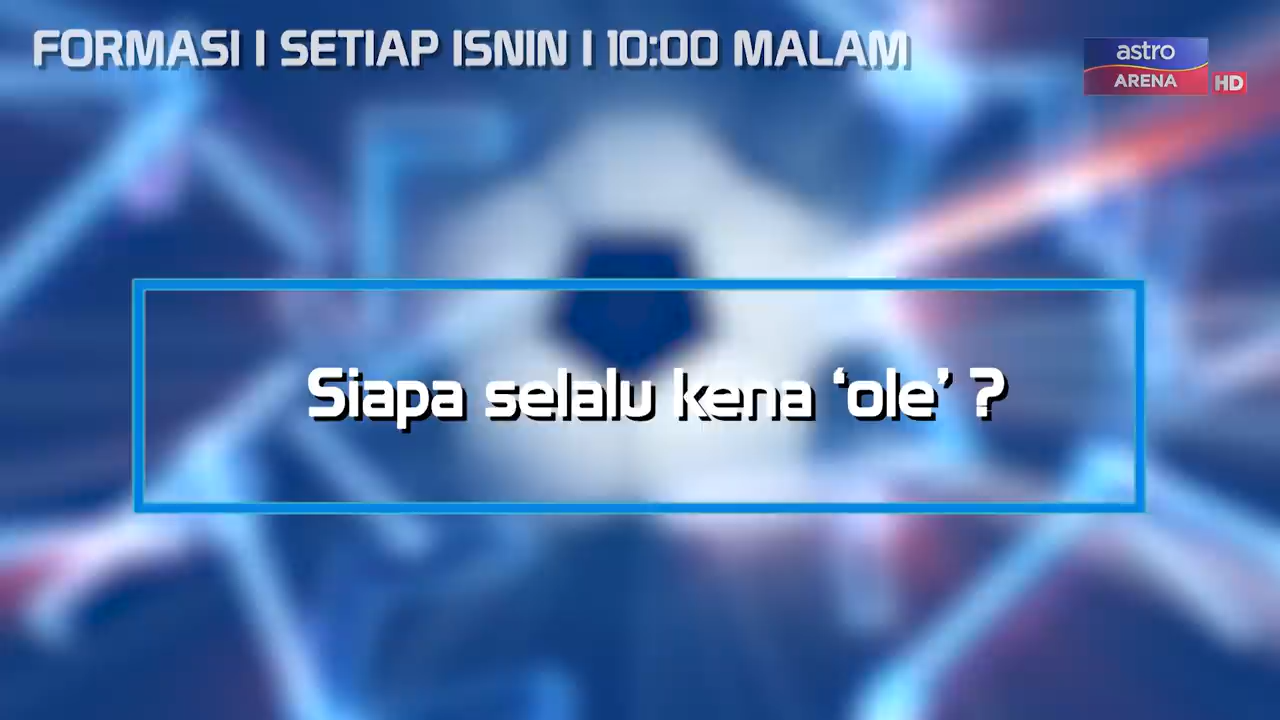 FORMASI | SETIAP ISNIN | 10:00 MALAM
astro
ARENA HD
Siapa selalu kena ‘ole’ ?